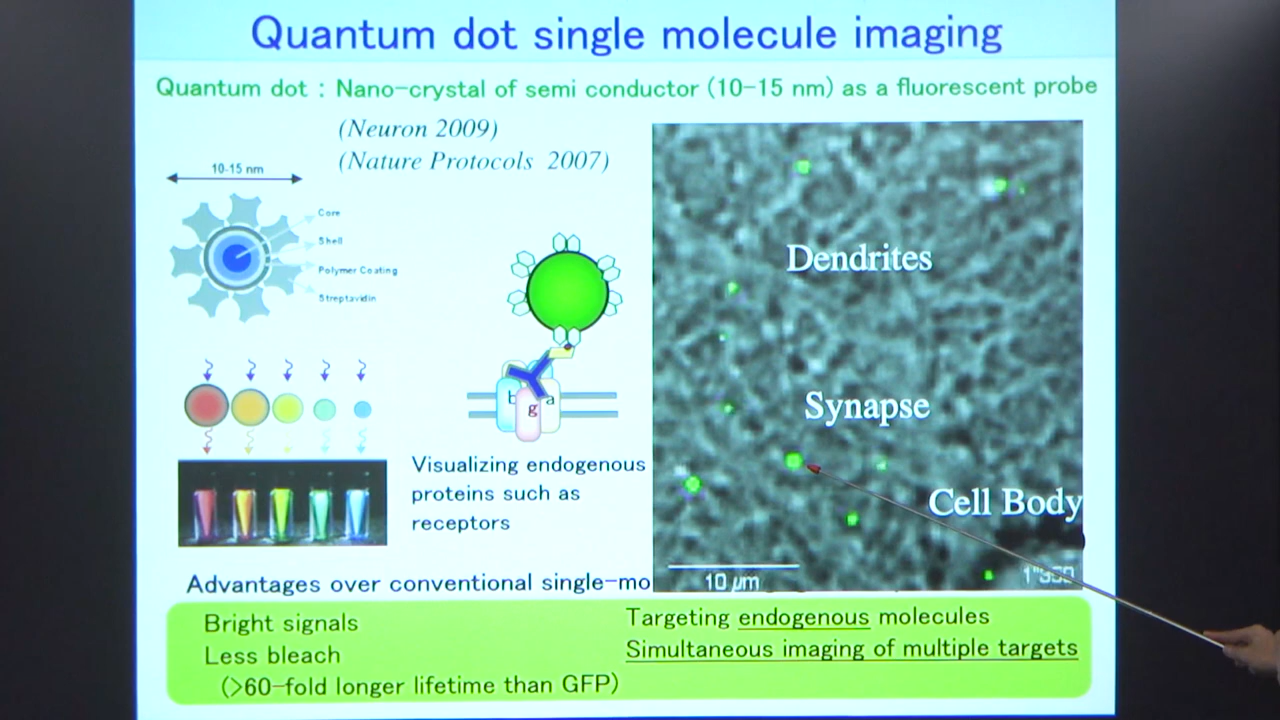 Quantum dot single molecule imaging
Quantum dot : Nano-crystal of semi conductor (10-15 nm) as a fluorescent probe
(Neuron 2009)
(Nature Protocols 2007)
10-15 nm
Core
Shell
Polymer Coating
Streptavidin
b
g
a
Visualizing endogenous
proteins such as
receptors
Dendrites
Synapse
Cell Body
10 µm
Advantages over conventional single-mo
Bright signals
Less bleach
(>60-fold longer lifetime than GFP)
Targeting endogenous molecules
Simultaneous imaging of multiple targets